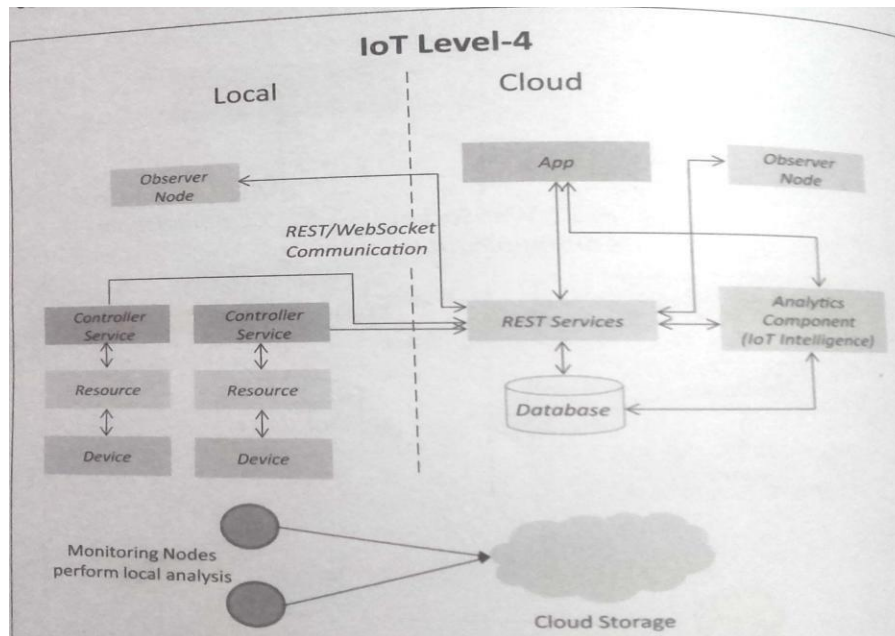 IoT Level-4
Local
Cloud
Observer
Node
App
Observer
Node
REST/WebSocket
Communication
Controller
Service
Controller
Service
REST Services
Analytics
Component
(IoT Intelligence)
Resource
Resource
Database
Device
Device
Monitoring Nodes
perform local analysis
Cloud Storage